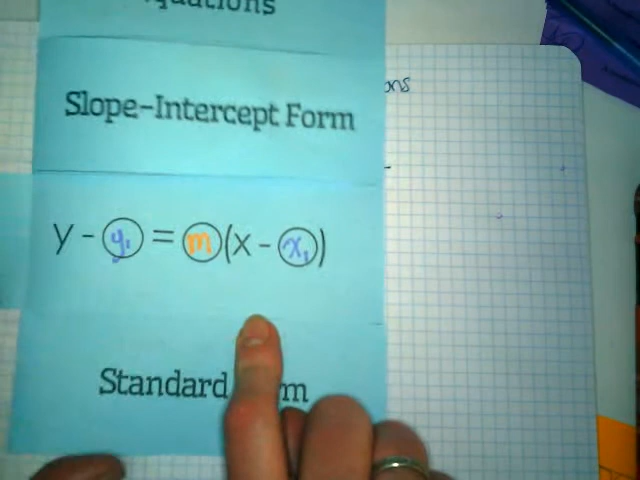 Slope-Intercept Form
y - y₁ = m(x - x₁)
Standard